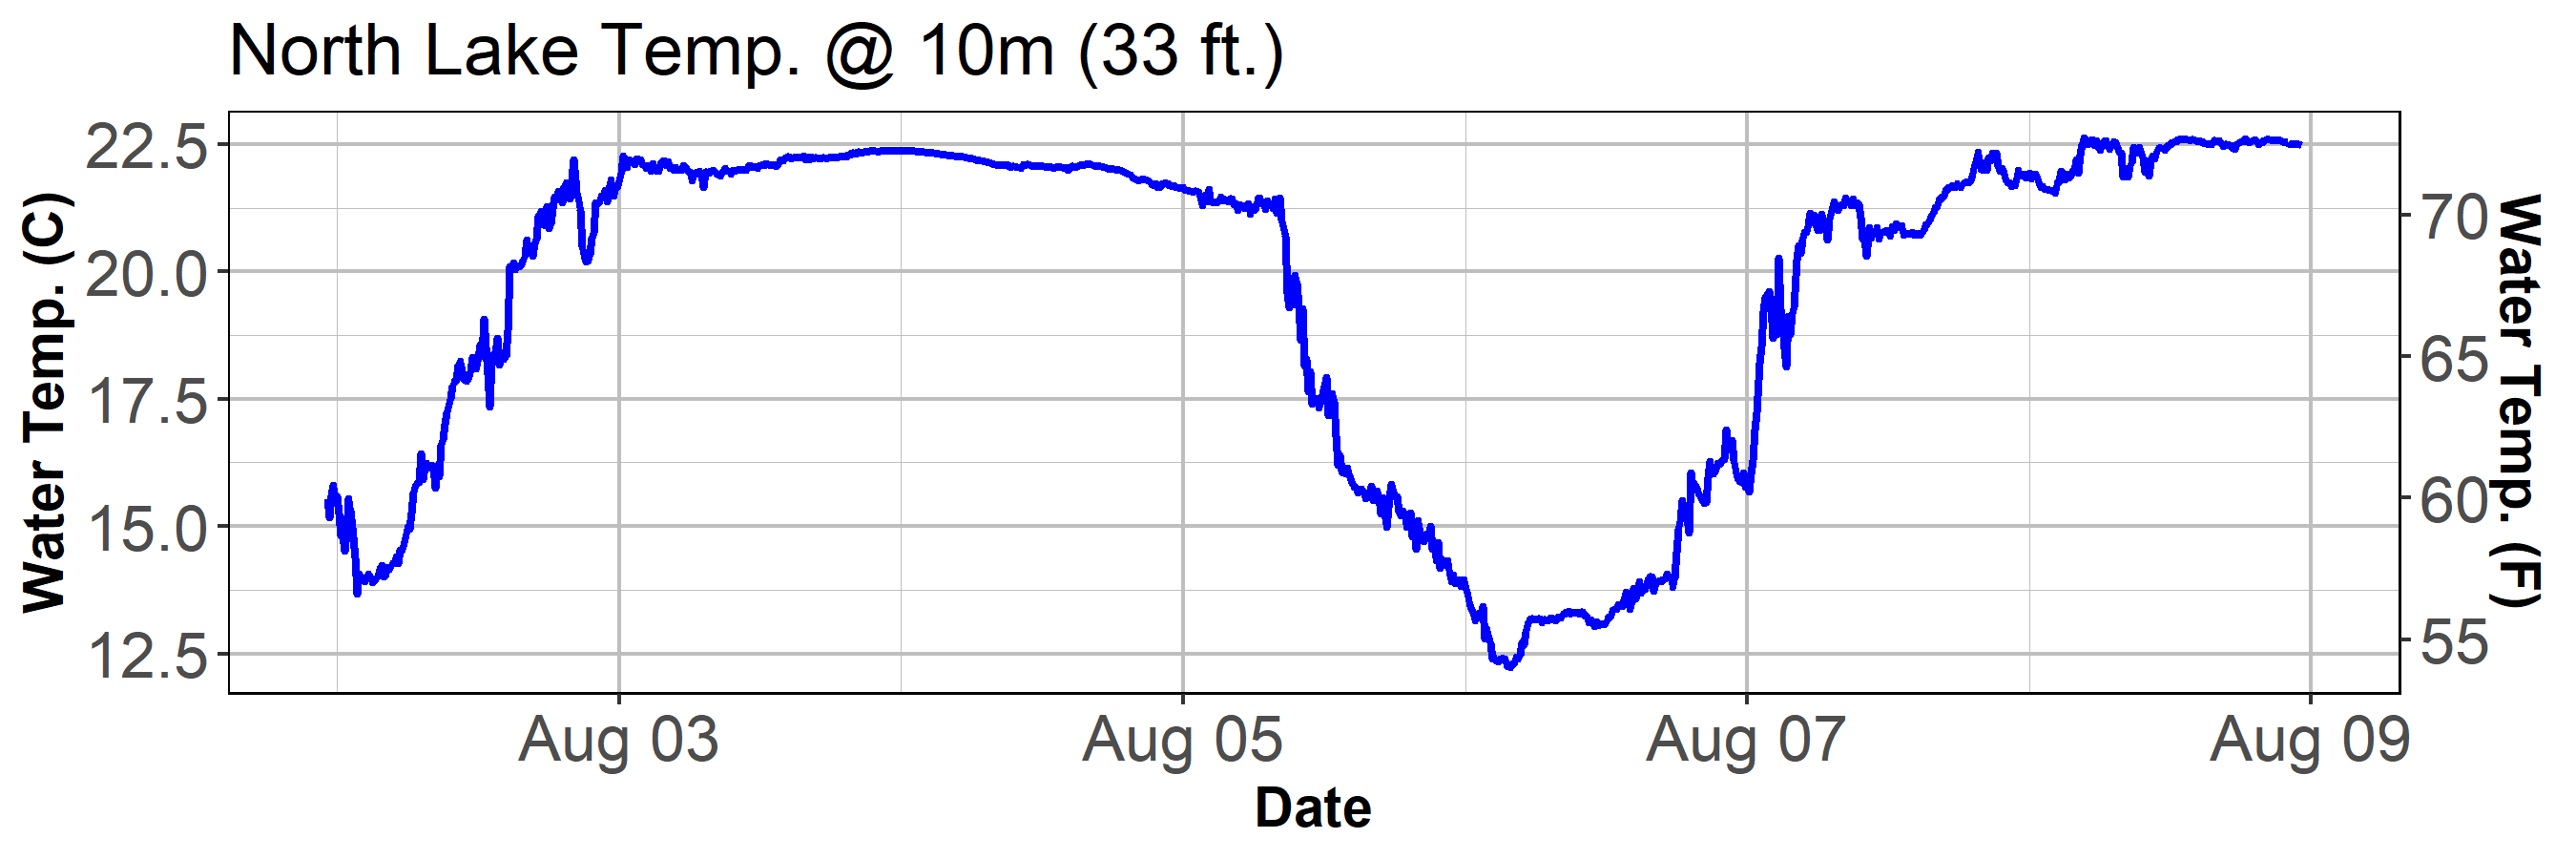 North Lake Temp. @ 10m (33 ft.)
Water Temp. (C)
22.5
20.0
17.5
15.0
12.5
70
65
60
55
Water Temp. (F)
Aug 03 Aug 05 Aug 07 Aug 09
Date